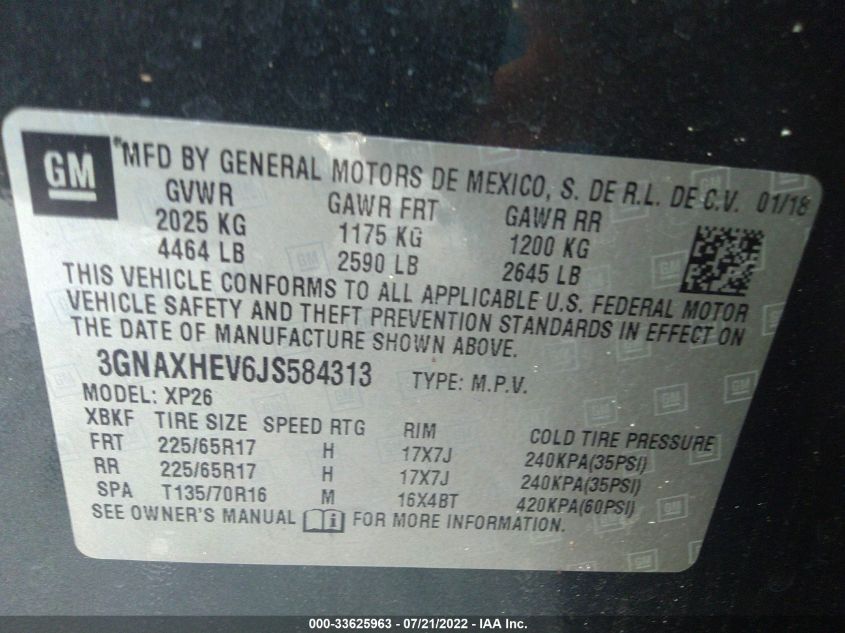 GM
MFD BY GENERAL MOTORS DE MEXICO, S. DE R.L. DE C.V. 01/18
GVWR GAWR FRT GAWR RR
2025 KG 1175 KG 1200 KG
4464 LB 2590 LB 2645 LB
THIS VEHICLE CONFORMS TO ALL APPLICABLE U.S. FEDERAL MOTOR
VEHICLE SAFETY AND THEFT PREVENTION STANDARDS IN EFFECT ON
THE DATE OF MANUFACTURE SHOWN ABOVE.
3GNAXHEV6JS584313 TYPE: M.P.V.
MODEL: XP26
XBKF TIRE SIZE SPEED RTG RIM COLD TIRE PRESSURE
FRT 225/65R17 H 17X7J 240KPA(35PSI)
RR 225/65R17 H 17X7J 240KPA(35PSI)
SPA T135/70R16 M 16X4BT 420KPA(60PSI)
SEE OWNER'S MANUAL FOR MORE INFORMATION.
000-33625963 - 07/21/2022 - IAA Inc.